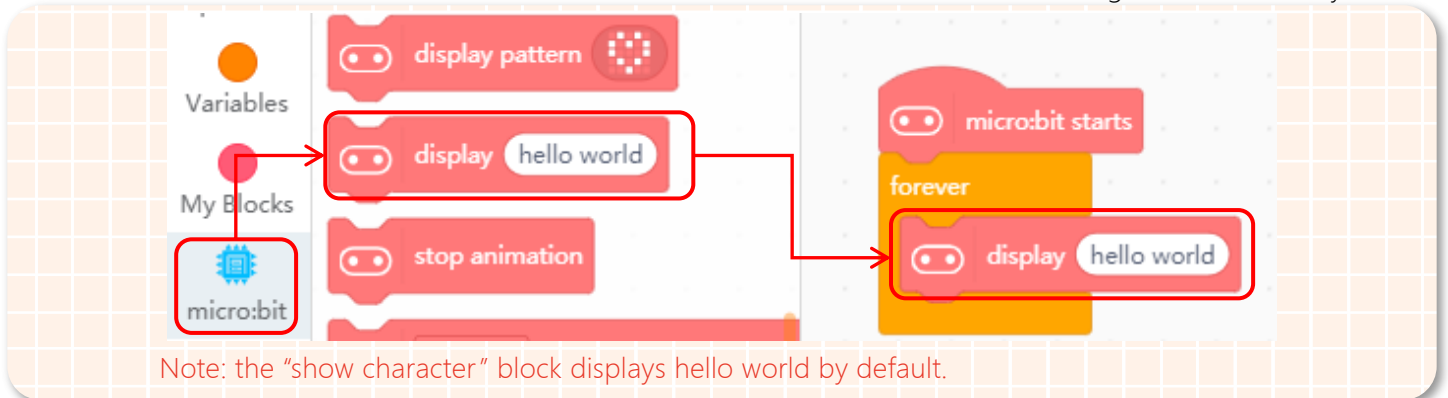 display pattern
Variables
micro:bit starts
display hello world
My Blocks
forever
display hello world
stop animation
micro:bit
Note: the “show character” block displays hello world by default.